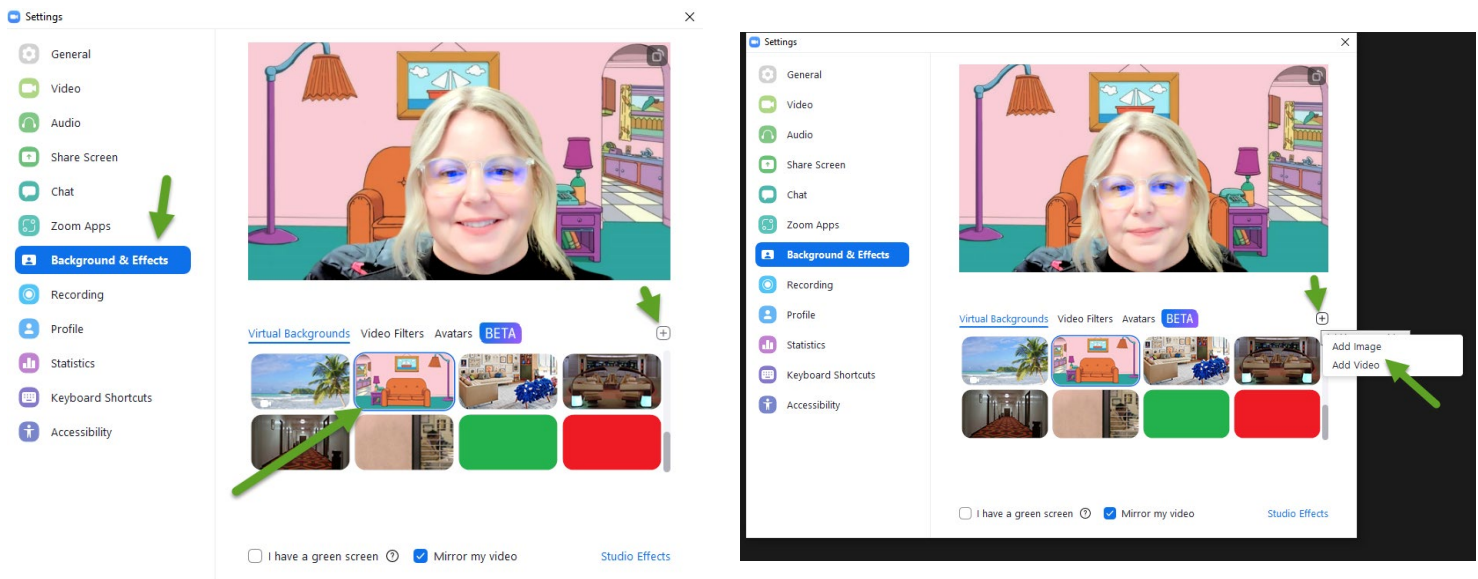 Settings
General
Video
Audio
Share Screen
Chat
Zoom Apps
Background & Effects
Recording
Profile
Statistics
Keyboard Shortcuts
Accessibility
Virtual Backgrounds Video Filters Avatars BETA
I have a green screen Mirror my video Studio Effects
Settings
General
Video
Audio
Share Screen
Chat
Zoom Apps
Background & Effects
Recording
Profile
Statistics
Keyboard Shortcuts
Accessibility
Virtual Backgrounds Video Filters Avatars BETA
Add Image
Add Video
I have a green screen Mirror my video Studio Effects